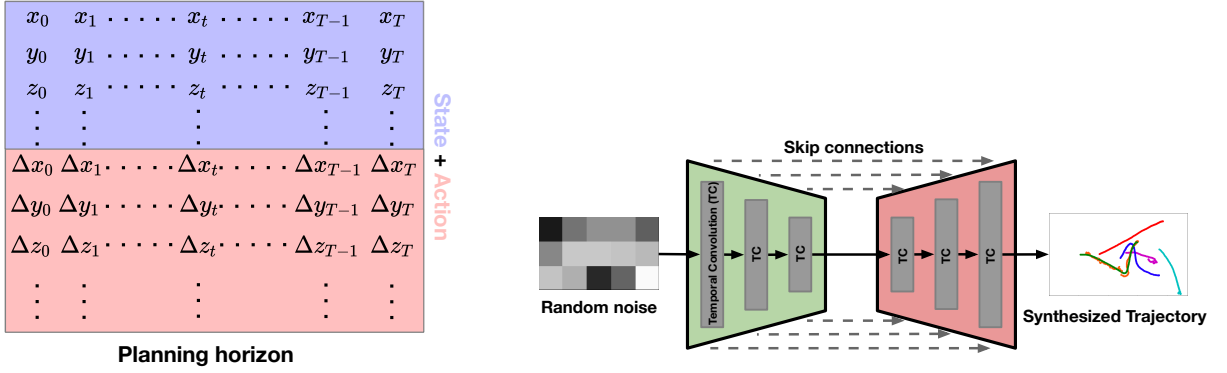 x_0 x_1 · · · · · x_t · · · · · x_{T-1} x_T
y_0 y_1 · · · · · y_t · · · · · y_{T-1} y_T
z_0 z_1 · · · · · z_t · · · · · z_{T-1} z_T
Δx_0 Δx_1 · · · · · Δx_t · · · · · Δx_{T-1} Δx_T
Δy_0 Δy_1 · · · · · Δy_t · · · · · Δy_{T-1} Δy_T
Δz_0 Δz_1 · · · · · Δz_t · · · · · Δz_{T-1} Δz_T
State + Action
Planning horizon
Skip connections
Random noise
Temporal Convolution (TC)
TC
TC
TC
TC
TC
Synthesized Trajectory